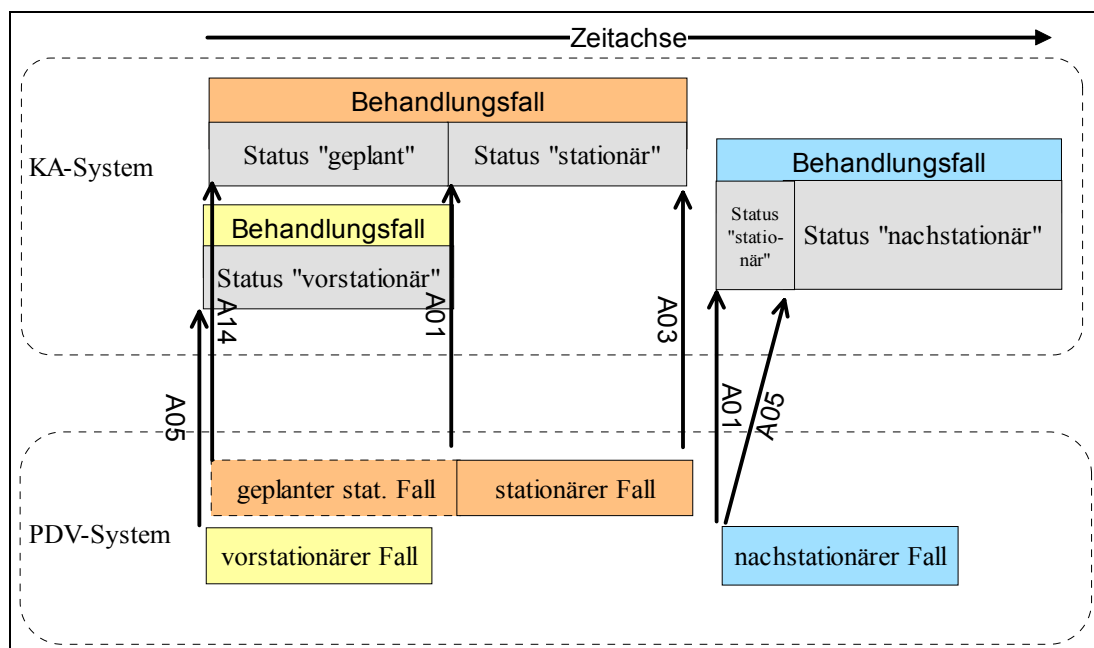 Zeitachse
KA-System
Behandlungsfall
Status "geplant"
Status "stationär"
Behandlungsfall
Status "vorstationär"
Behandlungsfall
Status
"statio-
när"
Status "nachstationär"
A05
A14
A01
A03
A01
A05
PDV-System
geplanter stat. Fall
stationärer Fall
vorstationärer Fall
nachstationärer Fall